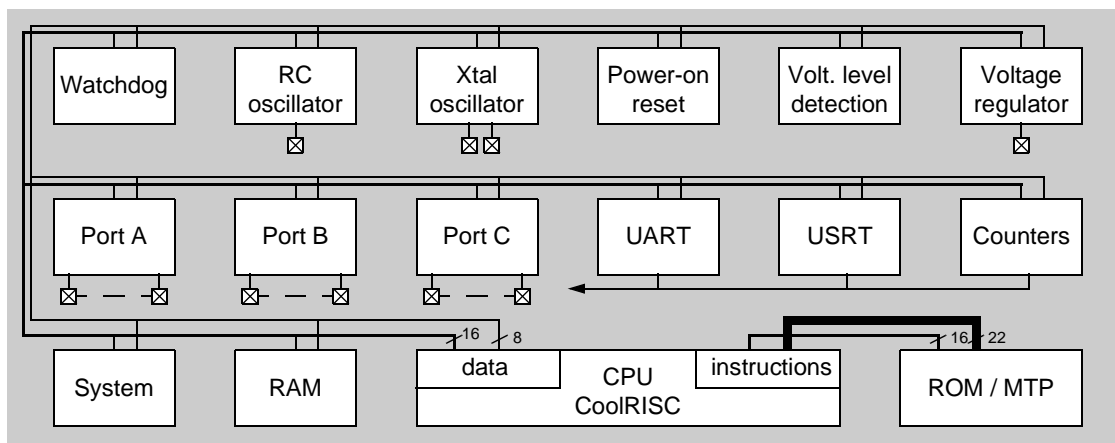 Watchdog
RC
oscillator
Xtal
oscillator
Power-on
reset
Volt. level
detection
Voltage
regulator
Port A
Port B
Port C
UART
USRT
Counters
16
8
16
22
System
RAM
data
CPU
CoolRISC
instructions
ROM / MTP